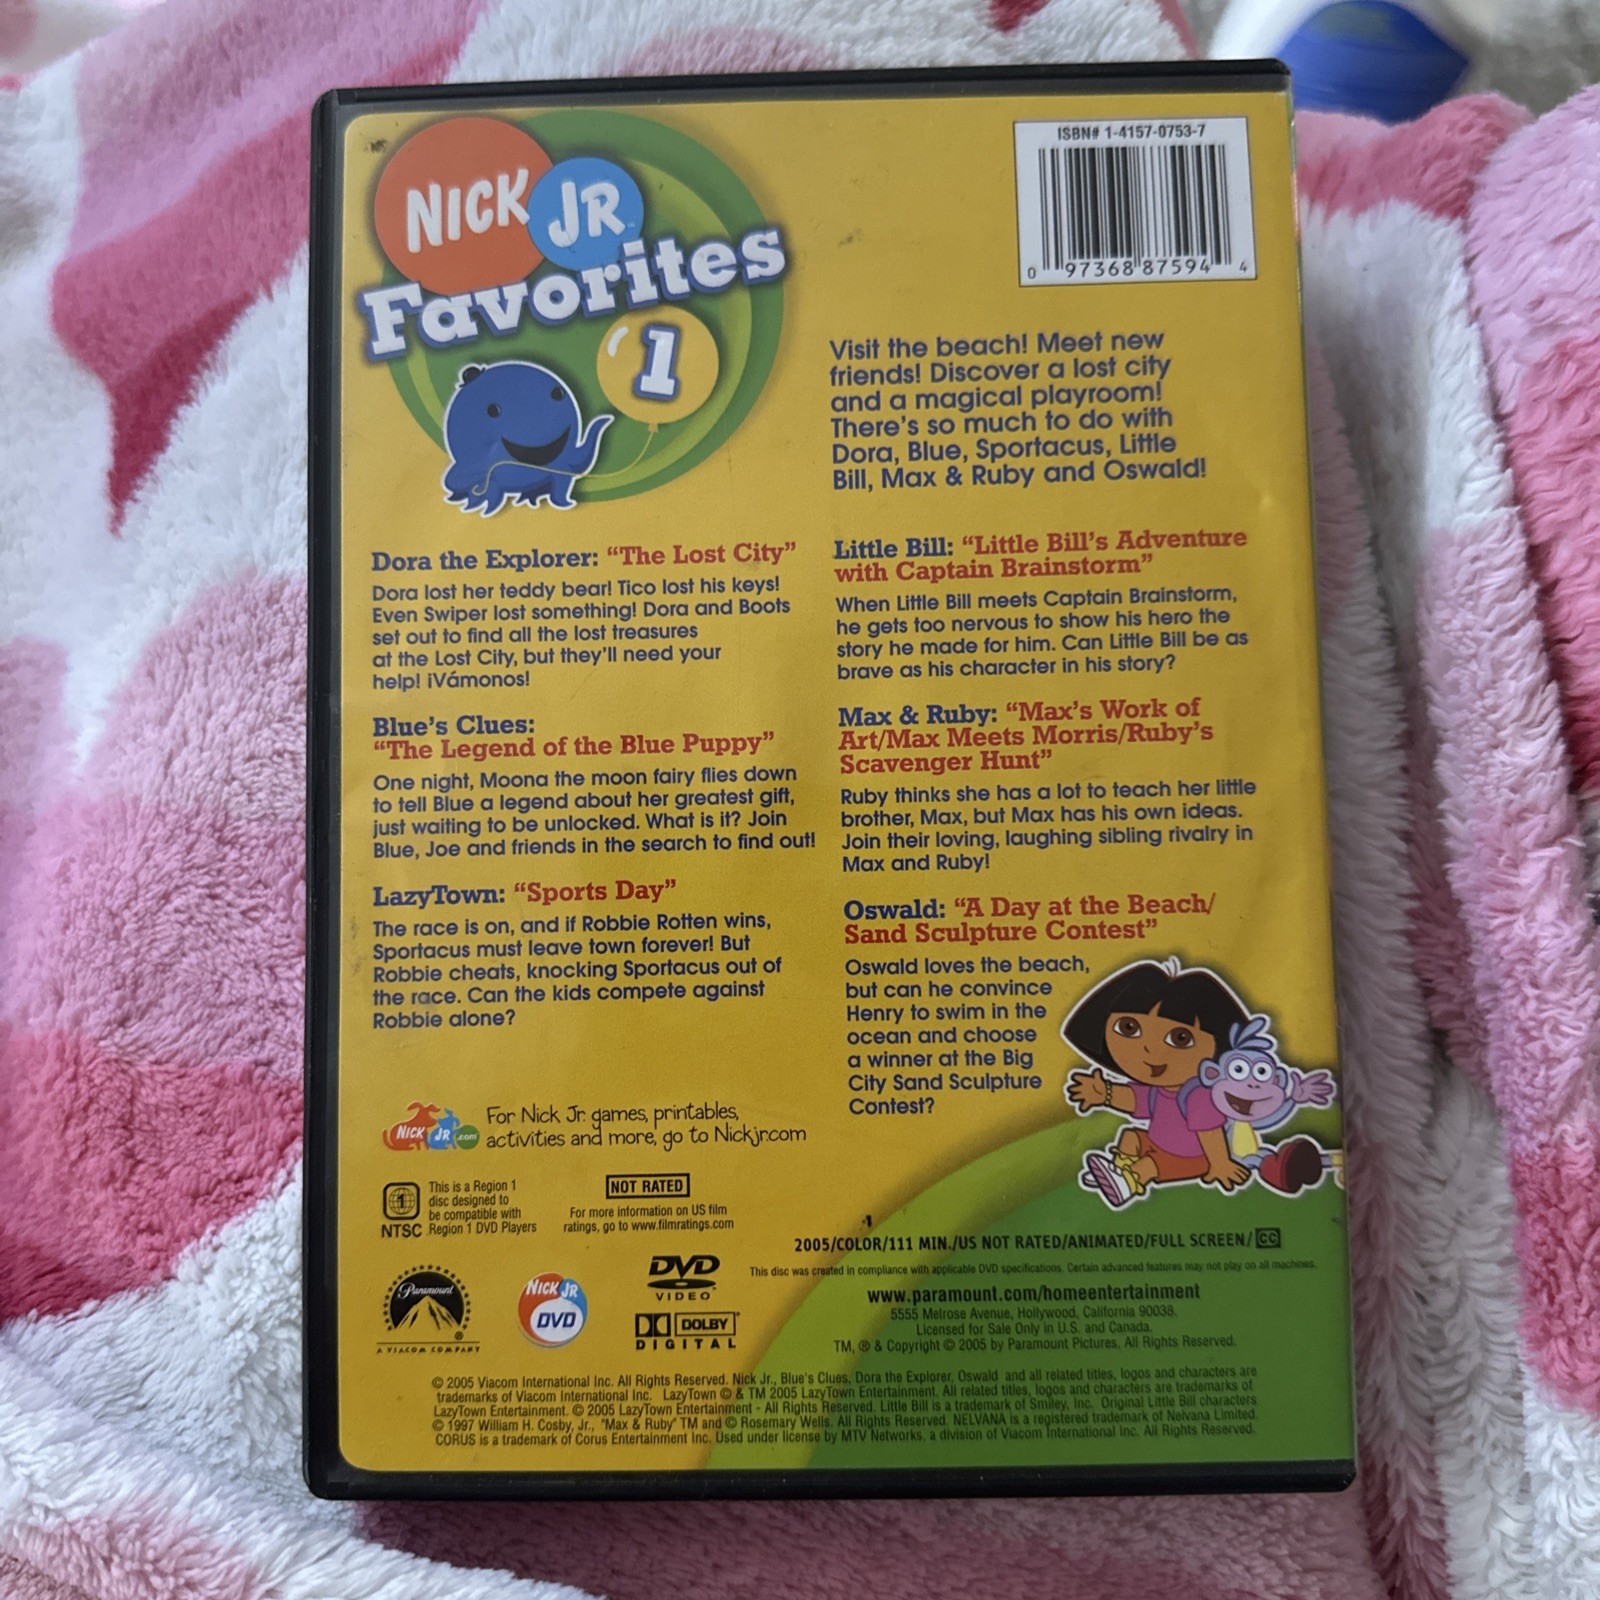 NICK JR.
Favorites
1
ISBN# 1-4157-0753-7
0 97368 87594 4
Visit the beach! Meet new
friends! Discover a lost city
and a magical playroom!
There's so much to do with
Dora, Blue, Sportacus, Little
Bill, Max & Ruby and Oswald!
Dora the Explorer: "The Lost City"
Dora lost her teddy bear! Tico lost his keys!
Even Swiper lost something! Dora and Boots
set out to find all the lost treasures
at the Lost City, but they'll need your
help! ¡Vámonos!
Blue's Clues:
"The Legend of the Blue Puppy"
One night, Moona the moon fairy flies down
to tell Blue a legend about her greatest gift,
just waiting to be unlocked. What is it? Join
Blue, Joe and friends in the search to find out!
LazyTown: "Sports Day"
The race is on, and if Robbie Rotten wins,
Sportacus must leave town forever! But
Robbie cheats, knocking Sportacus out of
the race. Can the kids compete against
Robbie alone?
Little Bill: "Little Bill's Adventure
with Captain Brainstorm"
When Little Bill meets Captain Brainstorm,
he gets too nervous to show his hero the
story he made for him. Can Little Bill be as
brave as his character in his story?
Max & Ruby: "Max's Work of
Art/Max Meets Morris/Ruby's
Scavenger Hunt"
Ruby thinks she has a lot to teach her little
brother, Max, but Max has his own ideas.
Join their loving, laughing sibling rivalry in
Max and Ruby!
Oswald: "A Day at the Beach/
Sand Sculpture Contest"
Oswald loves the beach,
but can he convince
Henry to swim in the
ocean and choose
a winner at the Big
City Sand Sculpture
Contest?
NICK JR .com
For Nick Jr. games, printables,
activities and more, go to Nickjr.com
1
NTSC
This is a Region 1
disc designed to
be compatible with
Region 1 DVD Players
NOT RATED
For more information on US film
ratings, go to www.filmratings.com
Paramount
®
A VIACOM COMPANY
NICK JR
DVD
DVD
VIDEO
DOLBY
DIGITAL
-1
2005/COLOR/111 MIN./US NOT RATED/ANIMATED/FULL SCREEN/ CC
This disc was created in compliance with applicable DVD specifications. Certain advanced features may not play on all machines.
www.paramount.com/homeentertainment
5555 Melrose Avenue, Hollywood, California 90038.
Licensed for Sale Only in U.S. and Canada.
TM, ® & Copyright © 2005 by Paramount Pictures. All Rights Reserved.
© 2005 Viacom International Inc. All Rights Reserved. Nick Jr., Blue's Clues, Dora the Explorer, Oswald and all related titles, logos and characters are
trademarks of Viacom International Inc. LazyTown © & TM 2005 LazyTown Entertainment. All related titles, logos and characters are trademarks of
LazyTown Entertainment. © 2005 LazyTown Entertainment - All Rights Reserved. Little Bill is a trademark of Smiley, Inc. Original Little Bill characters
© 1997 William H. Cosby, Jr., "Max & Ruby" TM and © Rosemary Wells. All Rights Reserved. NELVANA is a registered trademark of Nelvana Limited.
CORUS is a trademark of Corus Entertainment Inc. Used under license by MTV Networks, a division of Viacom International Inc. All Rights Reserved.